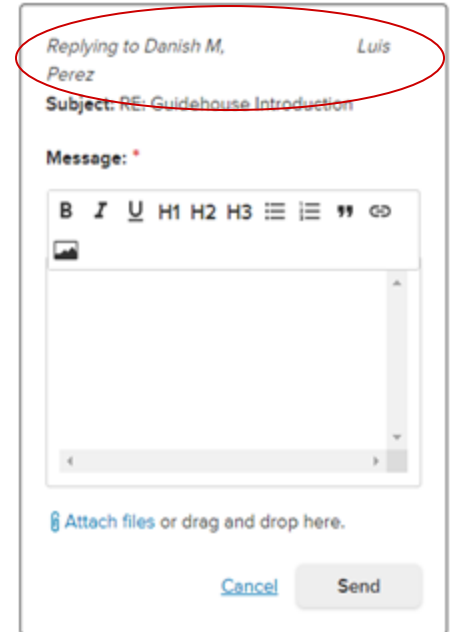 Replying to Danish M, Luis
Perez
Subject: RE: Guidehouse Introduction
Message: *
B I U H1 H2 H3
Attach files or drag and drop here.
Cancel Send